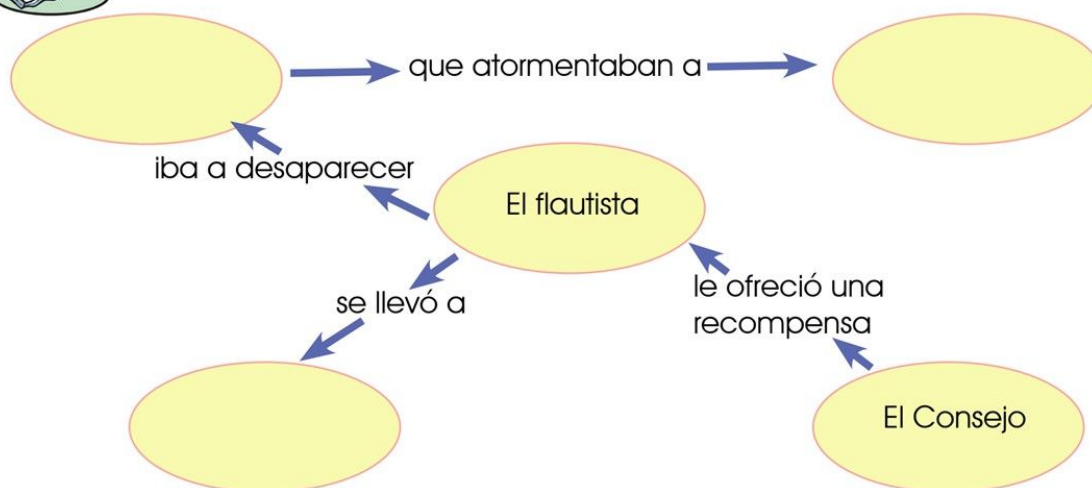 que atormentaban a
iba a desaparecer
El flautista
se llevó a
le ofreció una
recompensa
El Consejo